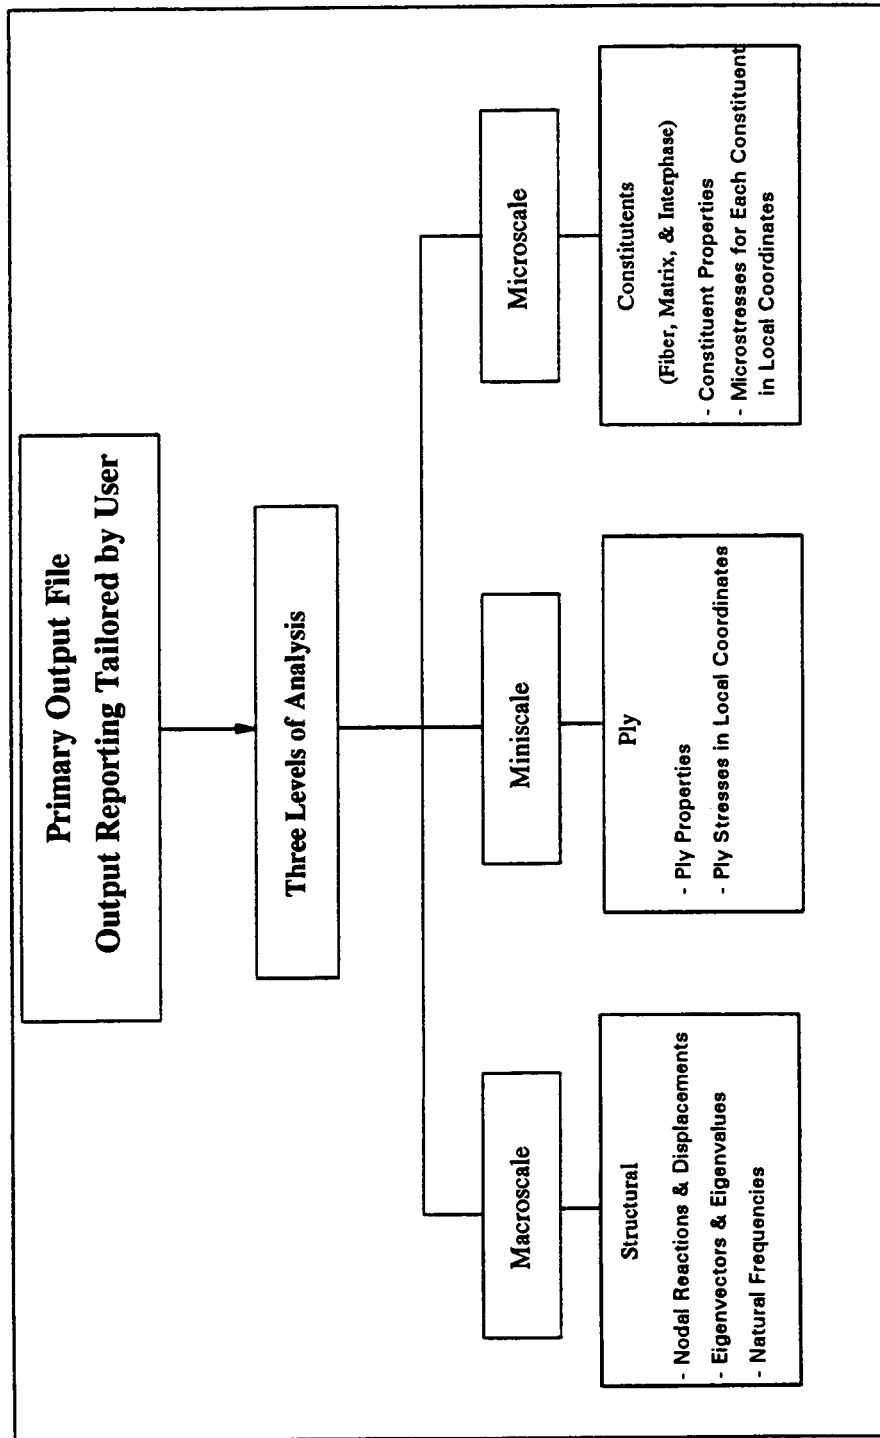 Primary Output File
Output Reporting Tailored by User
Three Levels of Analysis
Macroscale
Structural
- Nodal Reactions & Displacements
- Eigenvectors & Eigenvalues
- Natural Frequencies
Miniscale
Ply
- Ply Properties
- Ply Stresses in Local Coordinates
Microscale
Constitutents
(Fiber, Matrix, & Interphase)
- Constituent Properties
- Microstresses for Each Constituent
in Local Coordinates